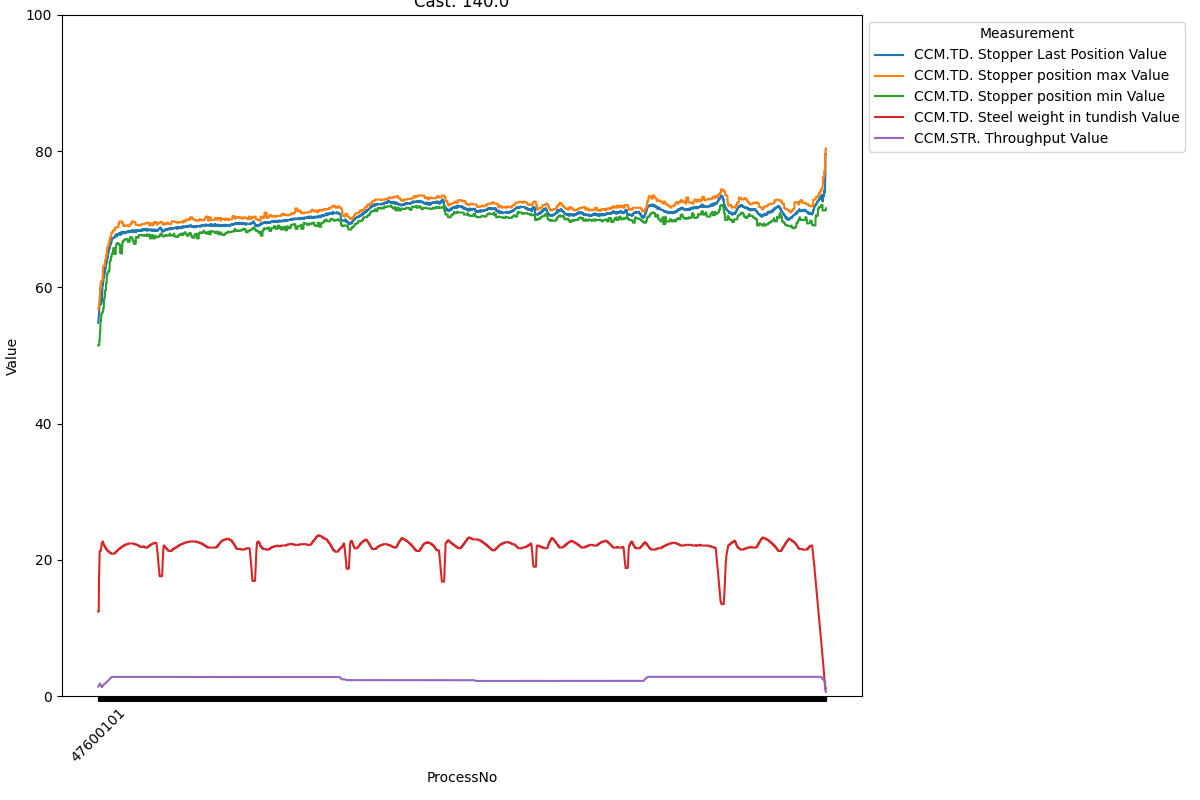 Cast: 140.0
Measurement
CCM.TD. Stopper Last Position Value
CCM.TD. Stopper position max Value
CCM.TD. Stopper position min Value
CCM.TD. Steel weight in tundish Value
CCM.STR. Throughput Value
100
80
60
40
20
0
Value
47600101
ProcessNo